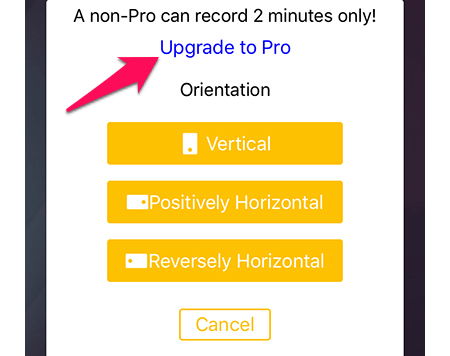 A non-Pro can record 2 minutes only!
Upgrade to Pro
Orientation
Vertical
Positively Horizontal
Reversely Horizontal
Cancel